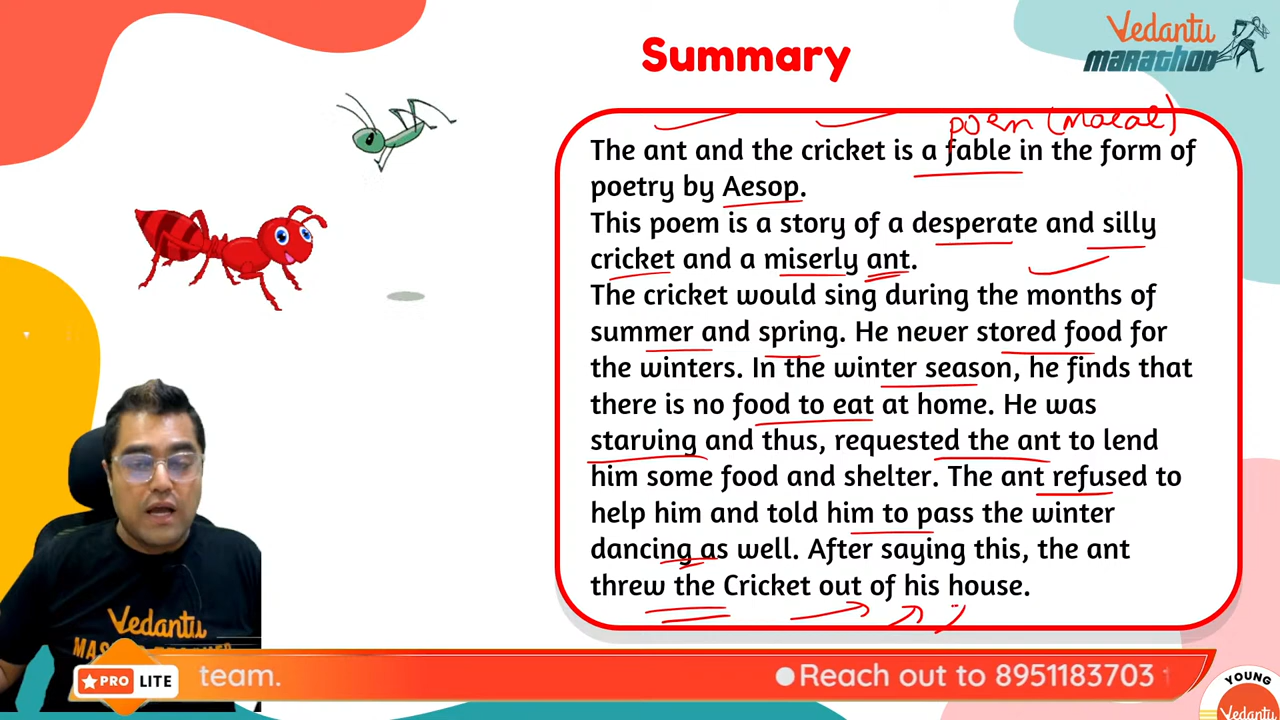 Summary
Vedantu
MARATHON
poem (Moral)
The ant and the cricket is a fable in the form of
poetry by Aesop.
This poem is a story of a desperate and silly
cricket and a miserly ant.
The cricket would sing during the months of
summer and spring. He never stored food for
the winters. In the winter season, he finds that
there is no food to eat at home. He was
starving and thus, requested the ant to lend
him some food and shelter. The ant refused to
help him and told him to pass the winter
dancing as well. After saying this, the ant
threw the Cricket out of his house.
Vedantu
PRO LITE
team.
Reach out to 8951183703
YOUNG
Vedantu